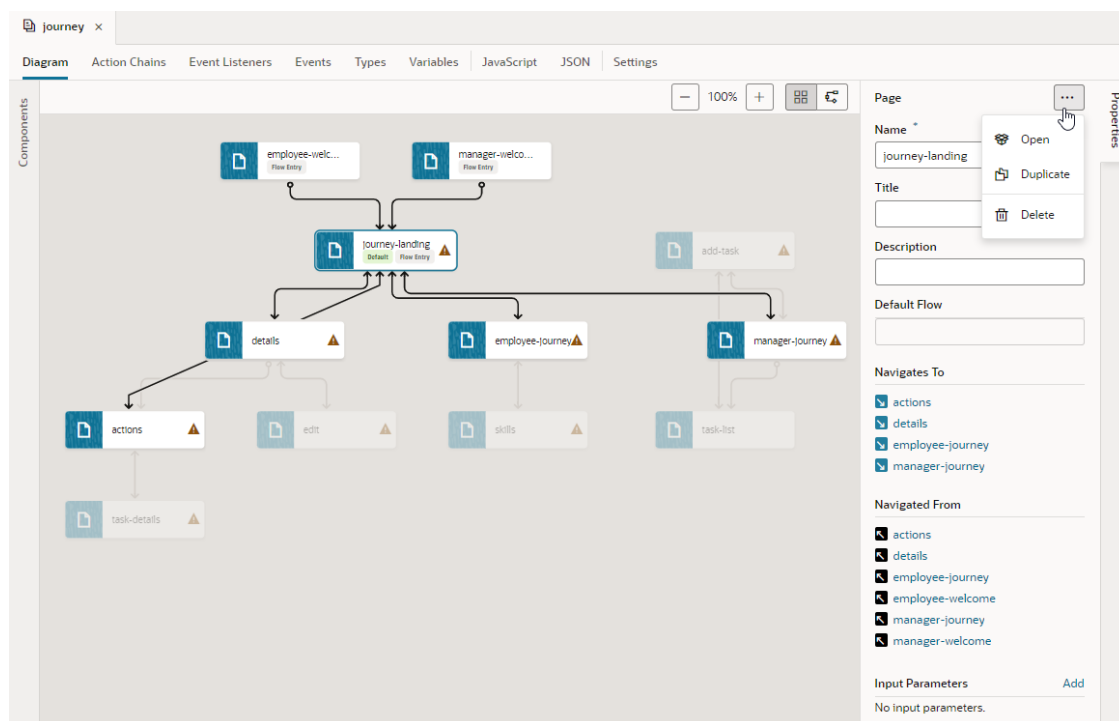 journey ×
Diagram Action Chains Event Listeners Events Types Variables JavaScript JSON Settings
Components
100%
employee-welc...
Flow Entry
manager-welco...
Flow Entry
journey-landing
Default Flow Entry
add-task
details
employee-journey
manager-journey
actions
edit
skills
task-list
task-details
Page
Name *
journey-landing
Title
Description
Default Flow
Navigates To
actions
details
employee-journey
manager-journey
Navigated From
actions
details
employee-journey
employee-welcome
manager-journey
manager-welcome
Input Parameters Add
No input parameters.
Open
Duplicate
Delete
Properties